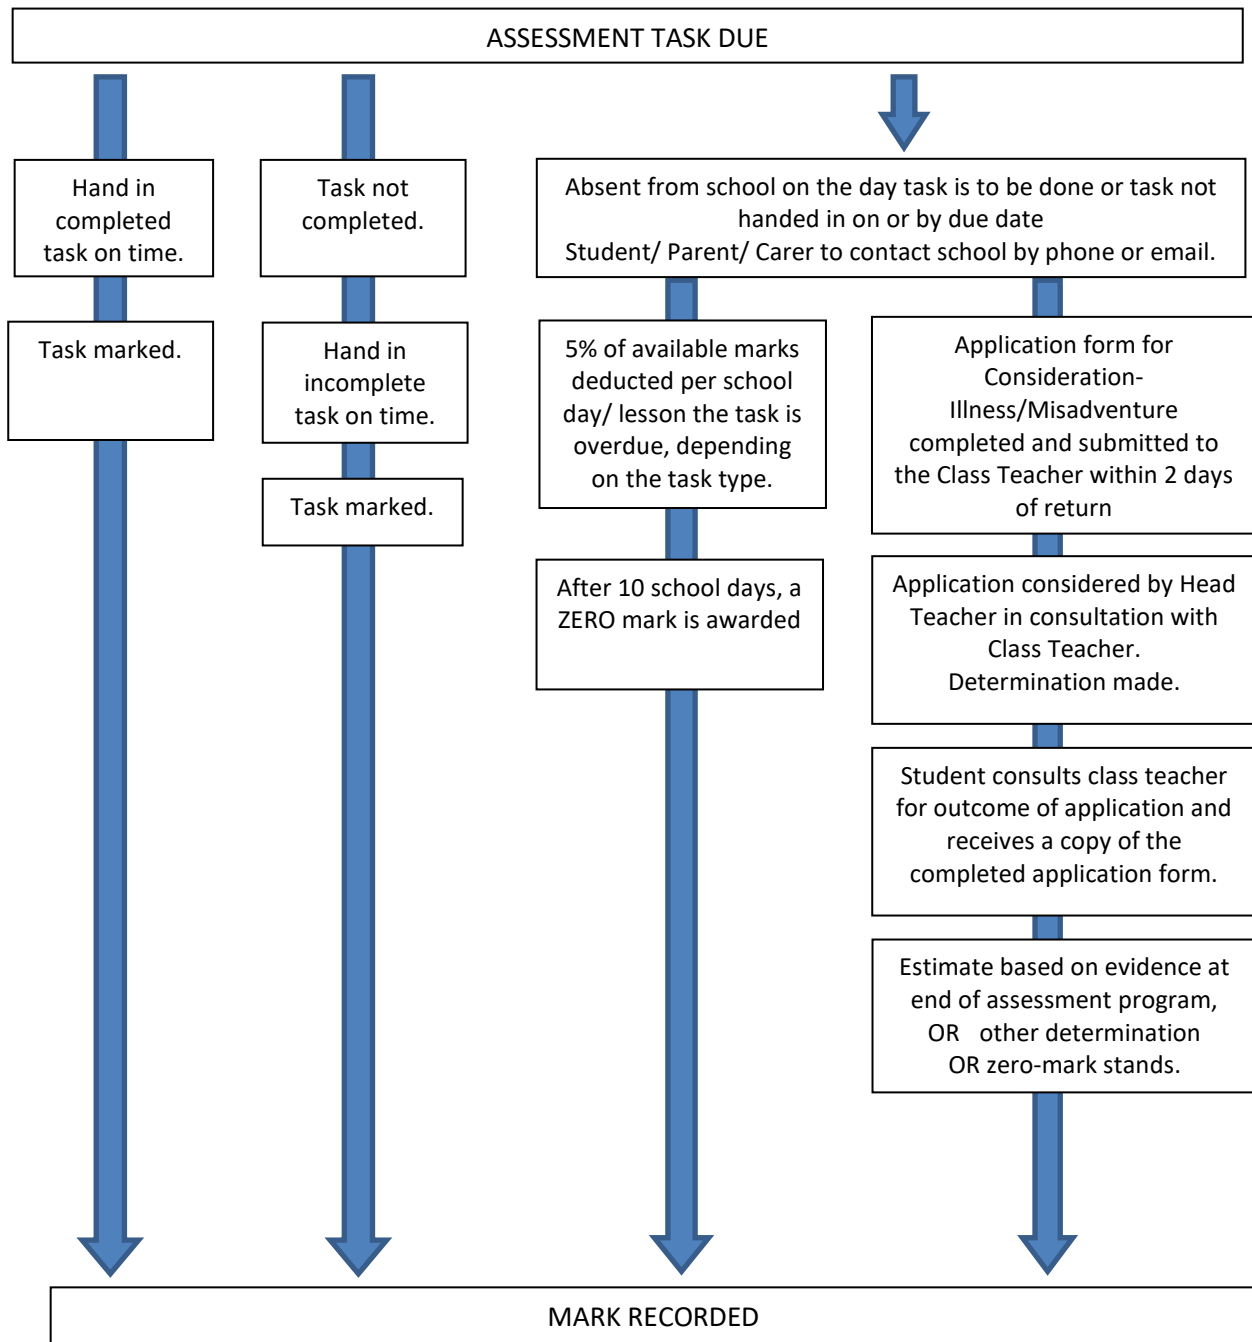 ASSESSMENT TASK DUE
Hand in
completed
task on time.
Task marked.
Task not
completed.
Hand in
incomplete
task on time.
Task marked.
Absent from school on the day task is to be done or task not
handed in on or by due date
Student/ Parent/ Carer to contact school by phone or email.
5% of available marks
deducted per school
day/ lesson the task is
overdue, depending
on the task type.
After 10 school days, a
ZERO mark is awarded
Application form for
Consideration-
Illness/Misadventure
completed and submitted to
the Class Teacher within 2 days
of return
Application considered by Head
Teacher in consultation with
Class Teacher.
Determination made.
Student consults class teacher
for outcome of application and
receives a copy of the
completed application form.
Estimate based on evidence at
end of assessment program,
OR other determination
OR zero-mark stands.
MARK RECORDED